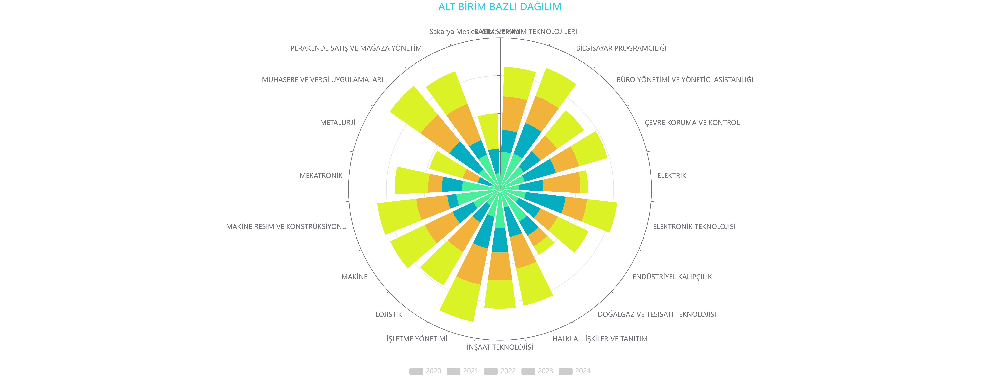 ALT BİRİM BAZLI DAĞILIM
Sakarya Meslek Yüksekokulu
BASIM VE YAYIM TEKNOLOJİLERİ
PERAKENDE SATIŞ VE MAĞAZA YÖNETİMİ
BİLGİSAYAR PROGRAMCILIĞI
MUHASEBE VE VERGİ UYGULAMALARI
BÜRO YÖNETİMİ VE YÖNETİCİ ASİSTANLIĞI
METALURJİ
ÇEVRE KORUMA VE KONTROL
MEKATRONİK
ELEKTRİK
MAKİNE RESİM VE KONSTRÜKSİYONU
ELEKTRONİK TEKNOLOJİSİ
MAKİNE
ENDÜSTRİYEL KALIPÇILIK
LOJİSTİK
DOĞALGAZ VE TESİSATI TEKNOLOJİSİ
İŞLETME YÖNETİMİ
HALKLA İLİŞKİLER VE TANITIM
İNŞAAT TEKNOLOJİSİ
2020 2021 2022 2023 2024